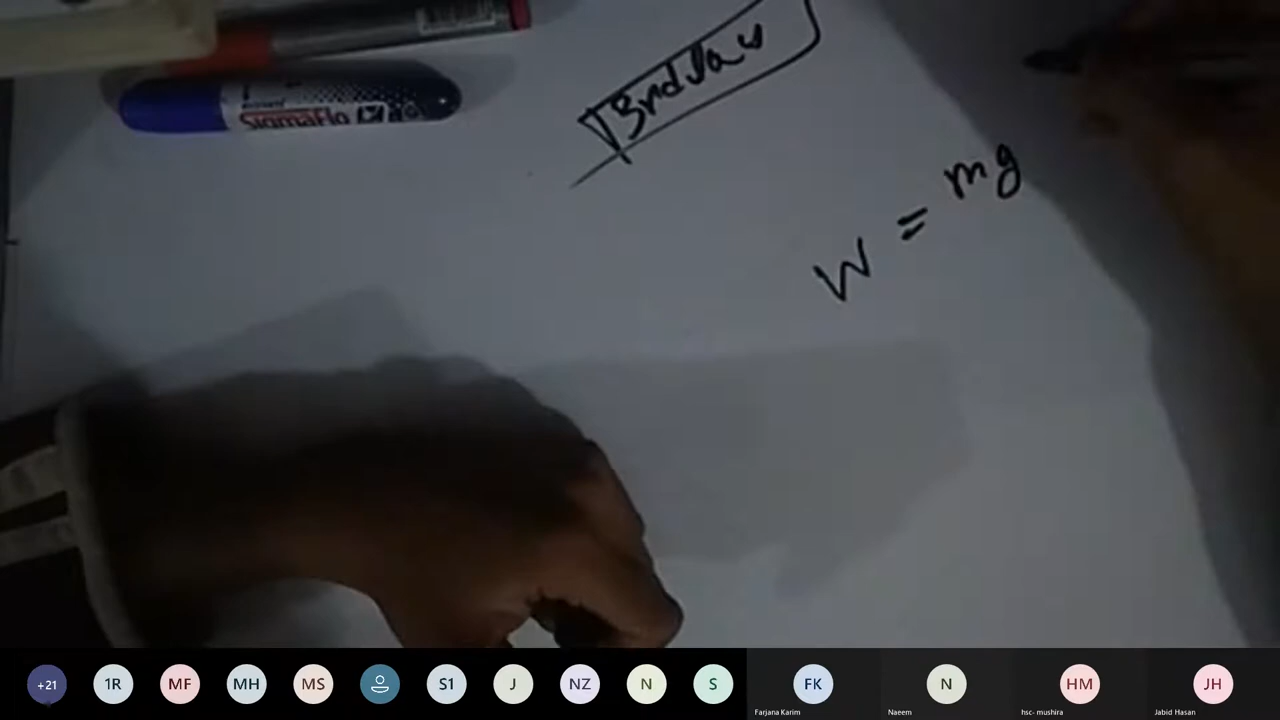 SigmaFlo
3rd law
W = mg
+21
1R
MF
MH
MS
S1
J
NZ
N
S
FK
N
HM
JH
Farjana Karim
Naeem
hsc- mushira
Jabid Hasan